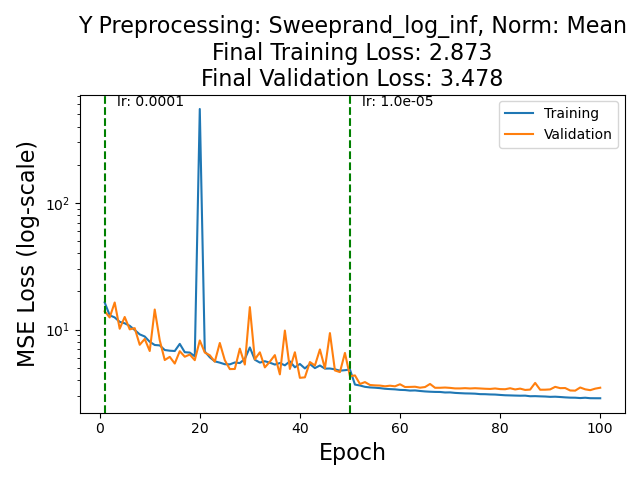 Y Preprocessing: Sweeprand_log_inf, Norm: Mean
Final Training Loss: 2.873
Final Validation Loss: 3.478
lr: 0.0001
lr: 1.0e-05
Training
Validation
MSE Loss (log-scale)
10²
10¹
0
20
40
60
80
100
Epoch